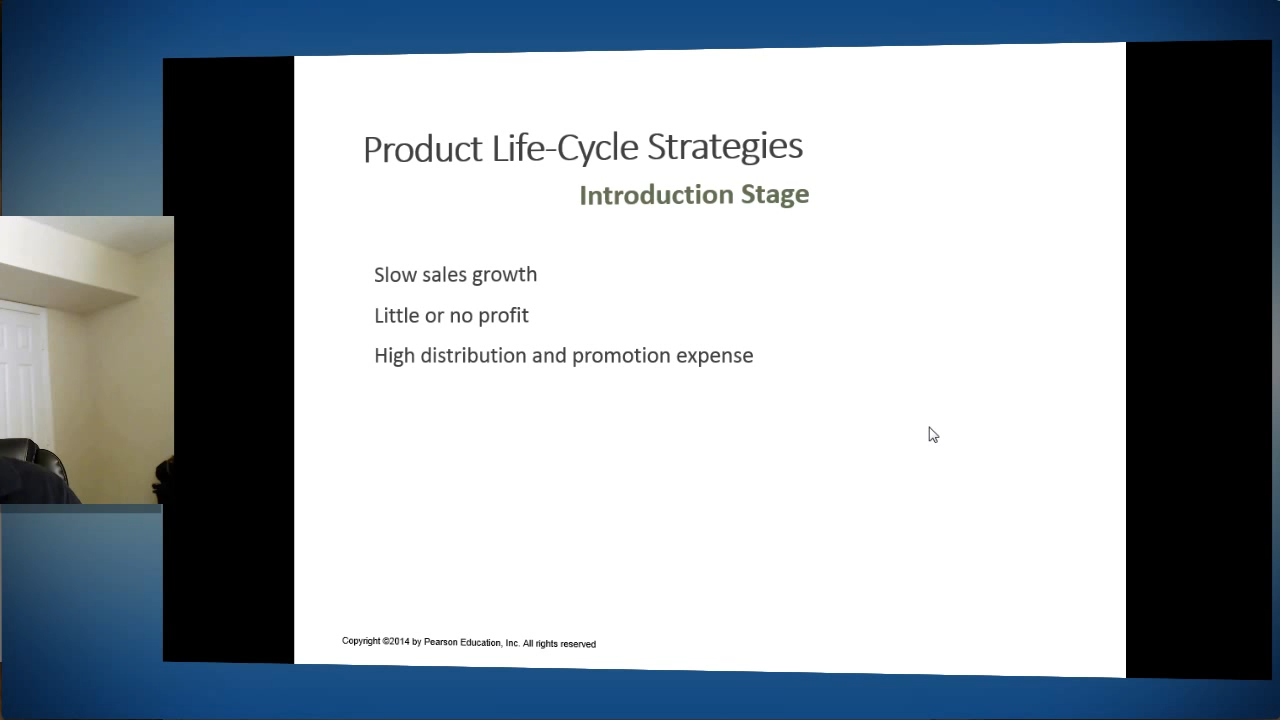 Product Life-Cycle Strategies
Introduction Stage
Slow sales growth
Little or no profit
High distribution and promotion expense
Copyright ©2014 by Pearson Education, Inc. All rights reserved